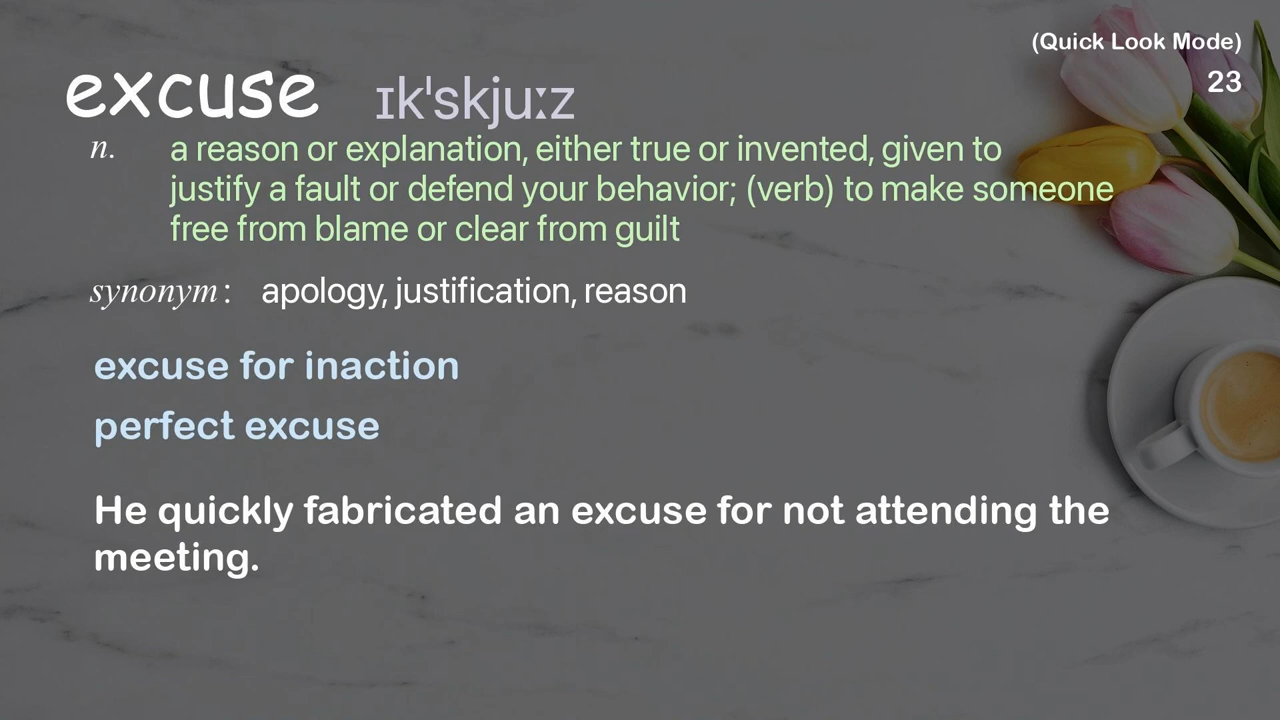 (Quick Look Mode)
23
excuse ɪkˈskjuːz
n. a reason or explanation, either true or invented, given to
justify a fault or defend your behavior; (verb) to make someone
free from blame or clear from guilt
synonym: apology, justification, reason
excuse for inaction
perfect excuse
He quickly fabricated an excuse for not attending the
meeting.